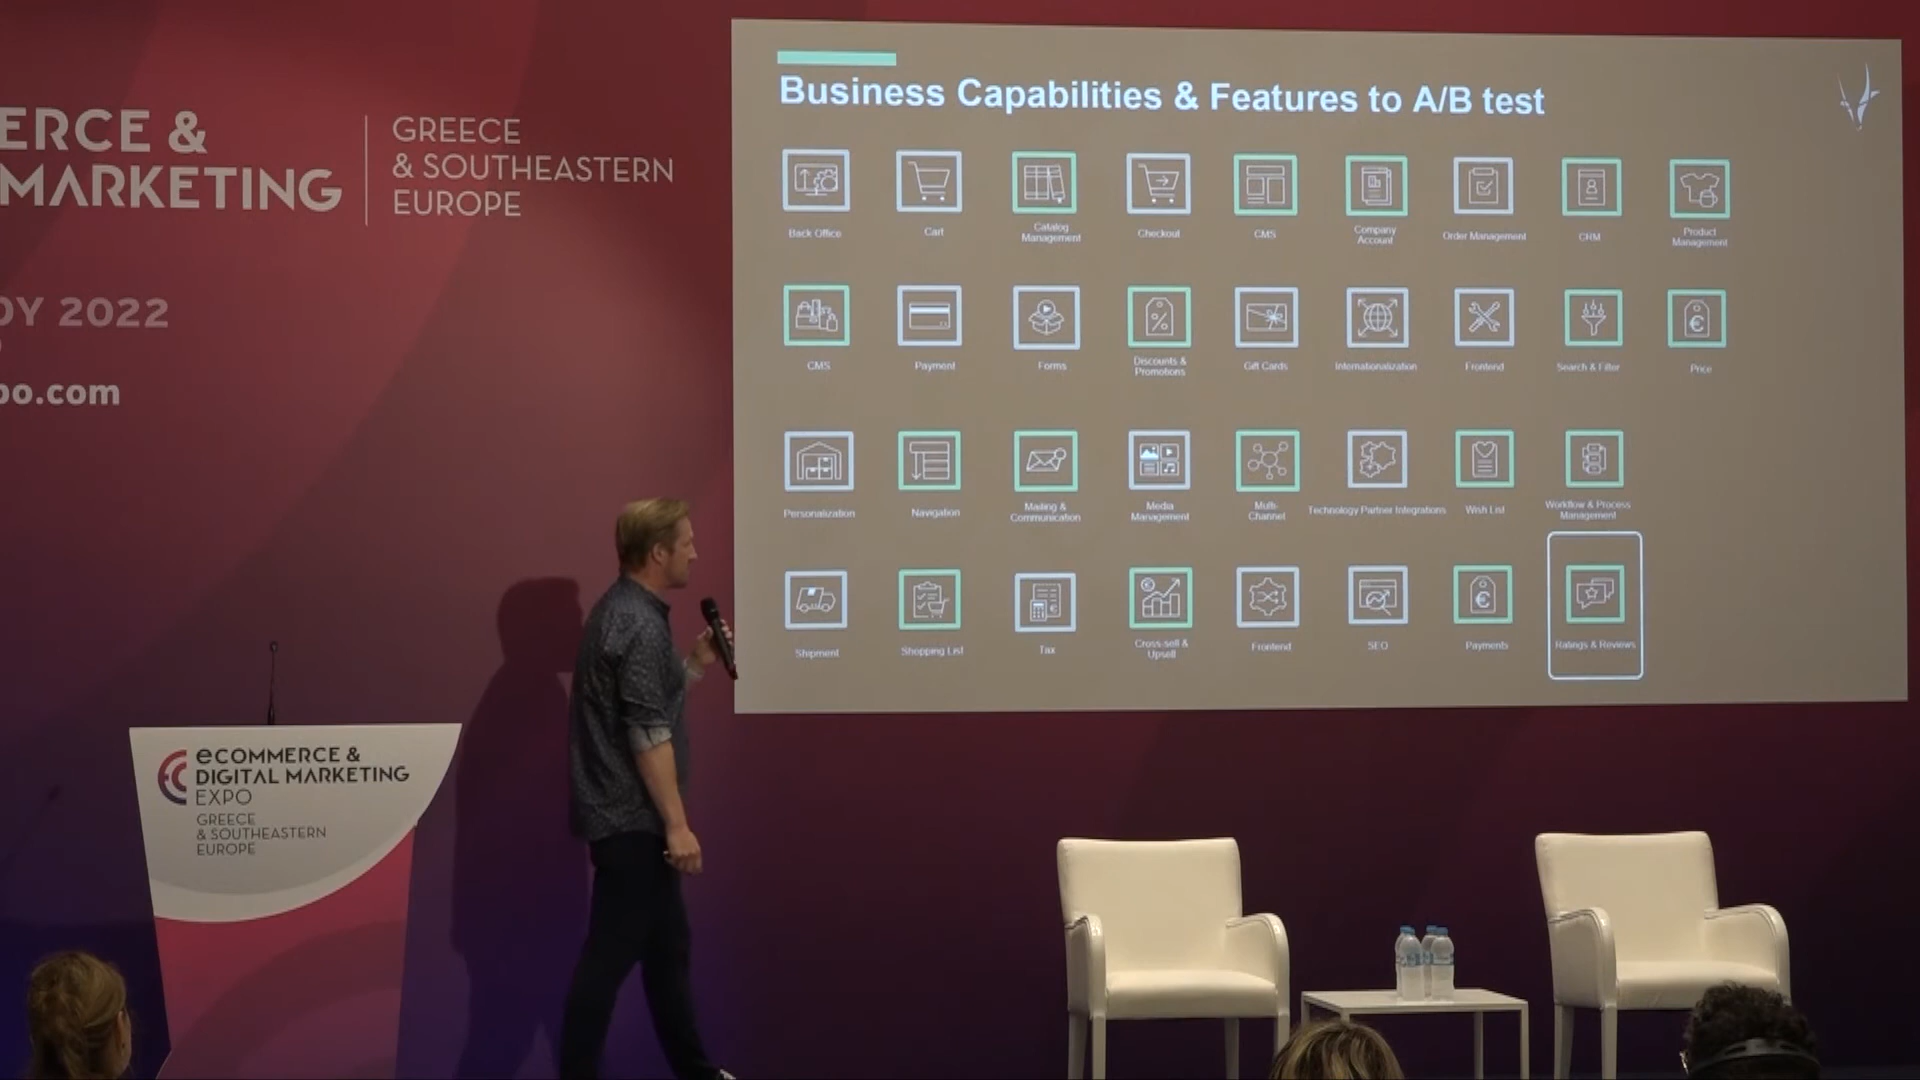 ERCE &
MARKETING
GREECE
& SOUTHEASTERN
EUROPE
OY 2022
po.com
Business Capabilities & Features to A/B test
Back Office
Cart
Catalog
Management
Checkout
CMS
Company
Account
Order Management
CRM
Product
Management
CMS
Payment
Forms
Discounts &
Promotions
Gift Cards
Internationalization
Frontend
Search & Filter
Price
Personalization
Navigation
Mailing &
Communication
Media
Management
Multi-
Channel
Technology Partner Integrations
Wish List
Workflow & Process
Management
Shipment
Shopping List
Tax
Cross-sell &
Upsell
Frontend
SEO
Payments
Ratings & Reviews
eCOMMERCE &
DIGITAL MARKETING
EXPO
GREECE
& SOUTHEASTERN
EUROPE